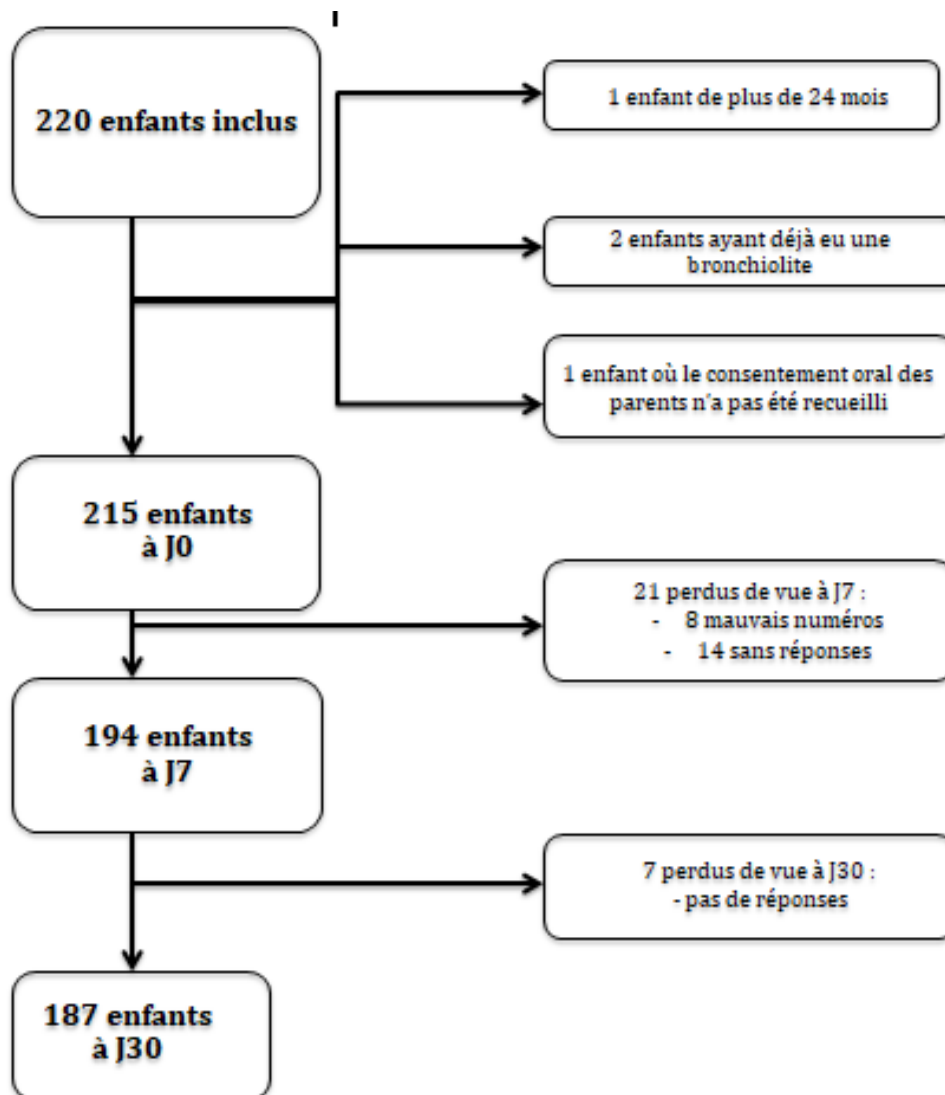 220 enfants inclus
1 enfant de plus de 24 mois
2 enfants ayant déjà eu une
bronchiolite
1 enfant où le consentement oral des
parents n'a pas été recueilli
215 enfants
à J0
21 perdus de vue à J7 :
- 8 mauvais numéros
- 14 sans réponses
194 enfants
à J7
7 perdus de vue à J30 :
- pas de réponses
187 enfants
à J30